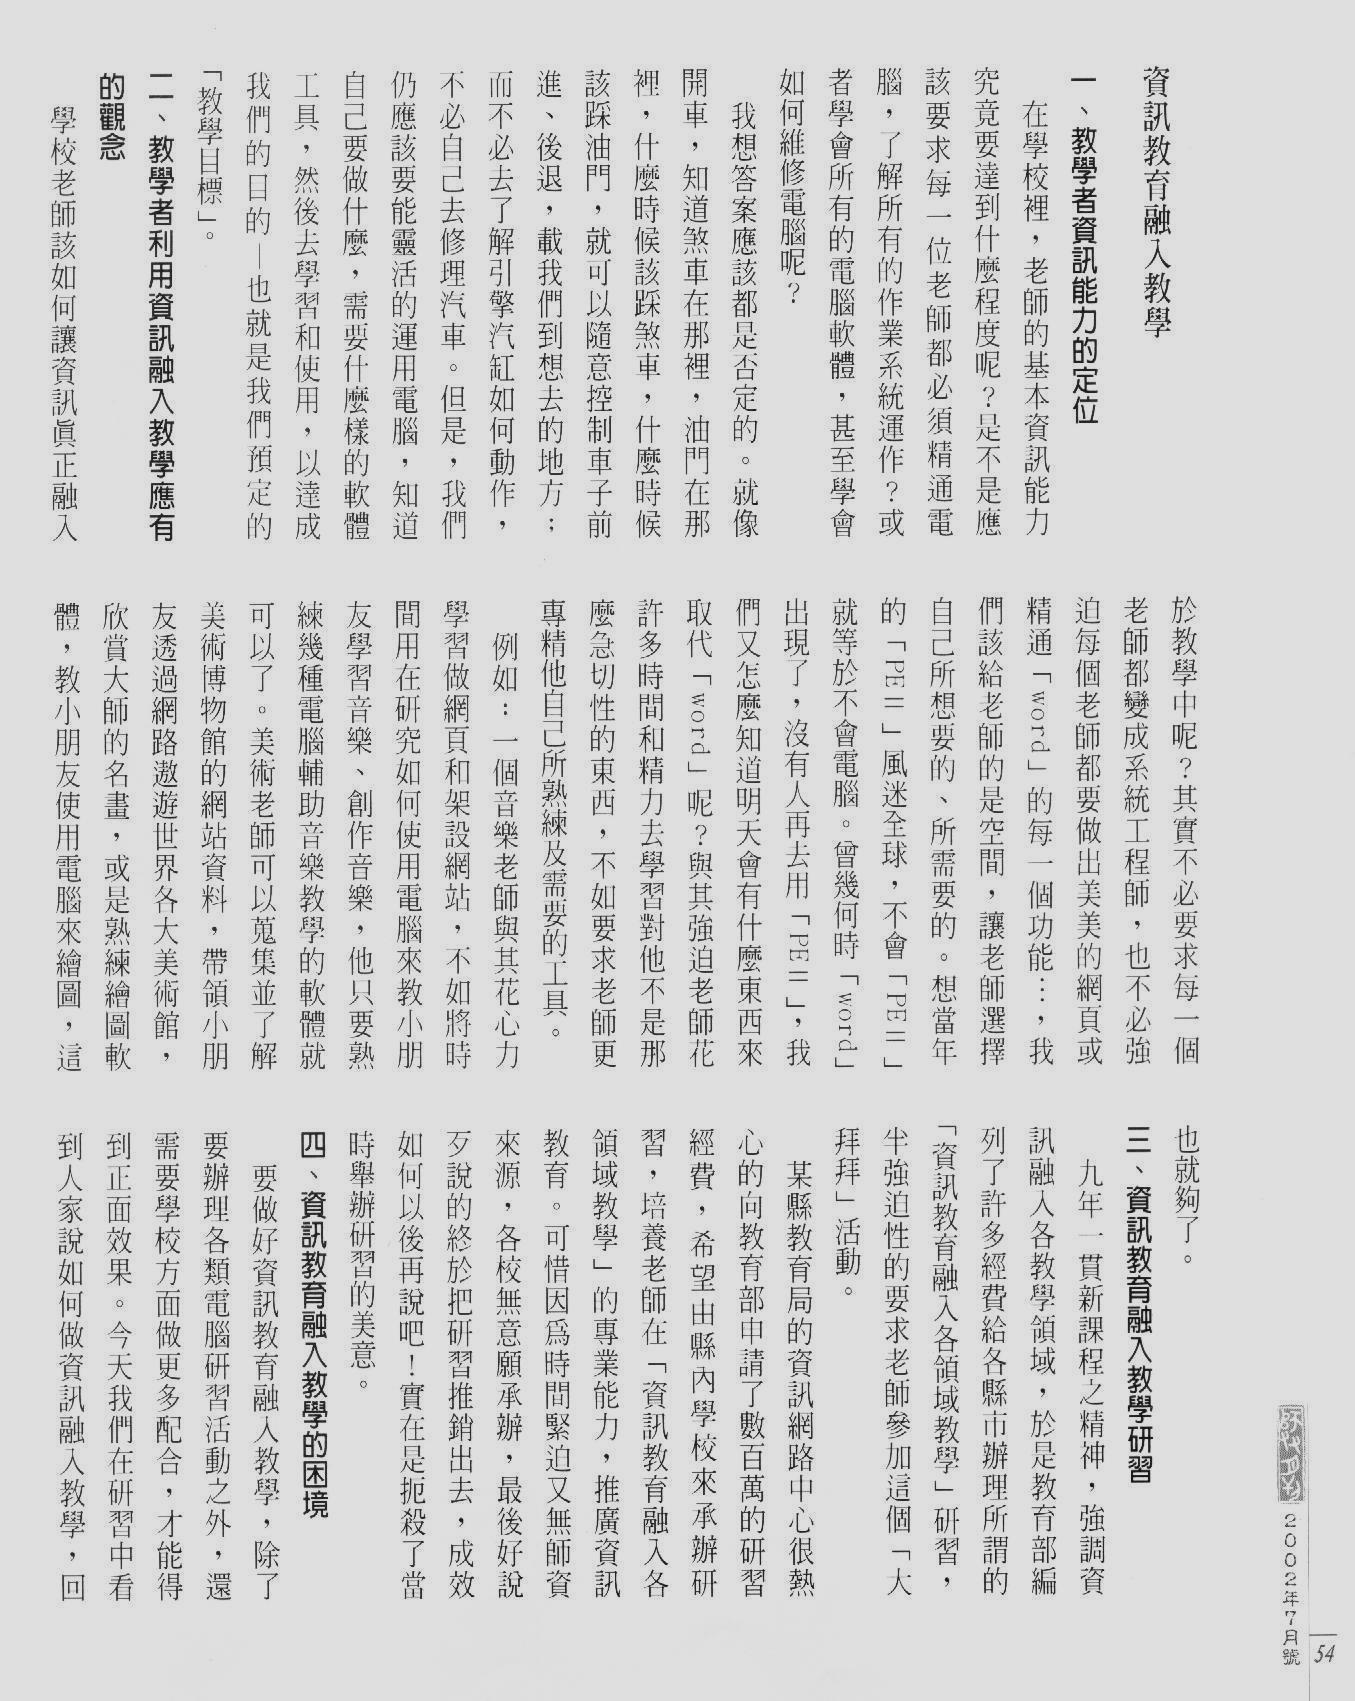 資訊教育融入教學
一、教學者資訊能力的定位
在學校裡，老師的基本資訊能力
究竟要達到什麼程度呢？是不是應
該要求每一位老師都必須精通電
腦，了解所有的作業系統運作？或
者學會所有的電腦軟體，甚至學會
如何維修電腦呢？
我想答案應該都是否定的。就像
開車，知道煞車在那裡，油門在那
裡，什麼時候該踩煞車，什麼時候
該踩油門，就可以隨意控制車子前
進、後退，載我們到想去的地方；
而不必去了解引擎汽缸如何動作，
不必自己去修理汽車。但是，我們
仍應該要能靈活的運用電腦，知道
自己要做什麼，需要什麼樣的軟體
工具，然後去學習和使用，以達成
我們的目的—也就是我們預定的
「教學目標」。
二、教學者利用資訊融入教學應有
的觀念
學校老師該如何讓資訊眞正融入
於教學中呢？其實不必要求每一個
老師都變成系統工程師，也不必強
迫每個老師都要做出美美的網頁或
精通「word」的每一個功能…，我
們該給老師的是空間，讓老師選擇
自己所想要的、所需要的。想當年
的「PEII」風迷全球，不會「PEII」
就等於不會電腦。曾幾何時「word」
出現了，沒有人再去用「PEII」，我
們又怎麼知道明天會有什麼東西來
取代「word」呢？與其強迫老師花
許多時間和精力去學習對他不是那
麼急切性的東西，不如要求老師更
專精他自己所熟練及需要的工具。
例如：一個音樂老師與其花心力
學習做網頁和架設網站，不如將時
間用在研究如何使用電腦來教小朋
友學習音樂、創作音樂，他只要熟
練幾種電腦輔助音樂教學的軟體就
可以了。美術老師可以蒐集並了解
美術博物館的網站資料，帶領小朋
友透過網路遨遊世界各大美術館，
欣賞大師的名畫，或是熟練繪圖軟
體，教小朋友使用電腦來繪圖，這
也就夠了。
三、資訊教育融入教學研習
九年一貫新課程之精神，強調資
訊融入各教學領域，於是教育部編
列了許多經費給各縣市辦理所謂的
「資訊教育融入各領域教學」研習，
半強迫性的要求老師參加這個「大
拜拜」活動。
某縣教育局的資訊網路中心很熱
心的向教育部申請了數百萬的研習
經費，希望由縣內學校來承辦研
習，培養老師在「資訊教育融入各
領域教學」的專業能力，推廣資訊
教育。可惜因爲時間緊迫又無師資
來源，各校無意願承辦，最後好說
歹說的終於把研習推銷出去，成效
如何以後再說吧！實在是扼殺了當
時舉辦研習的美意。
四、資訊教育融入教學的困境
要做好資訊教育融入教學，除了
要辦理各類電腦研習活動之外，還
需要學校方面做更多配合，才能得
到正面效果。今天我們在研習中看
到人家說如何做資訊融入教學，回
2002年7月號
54